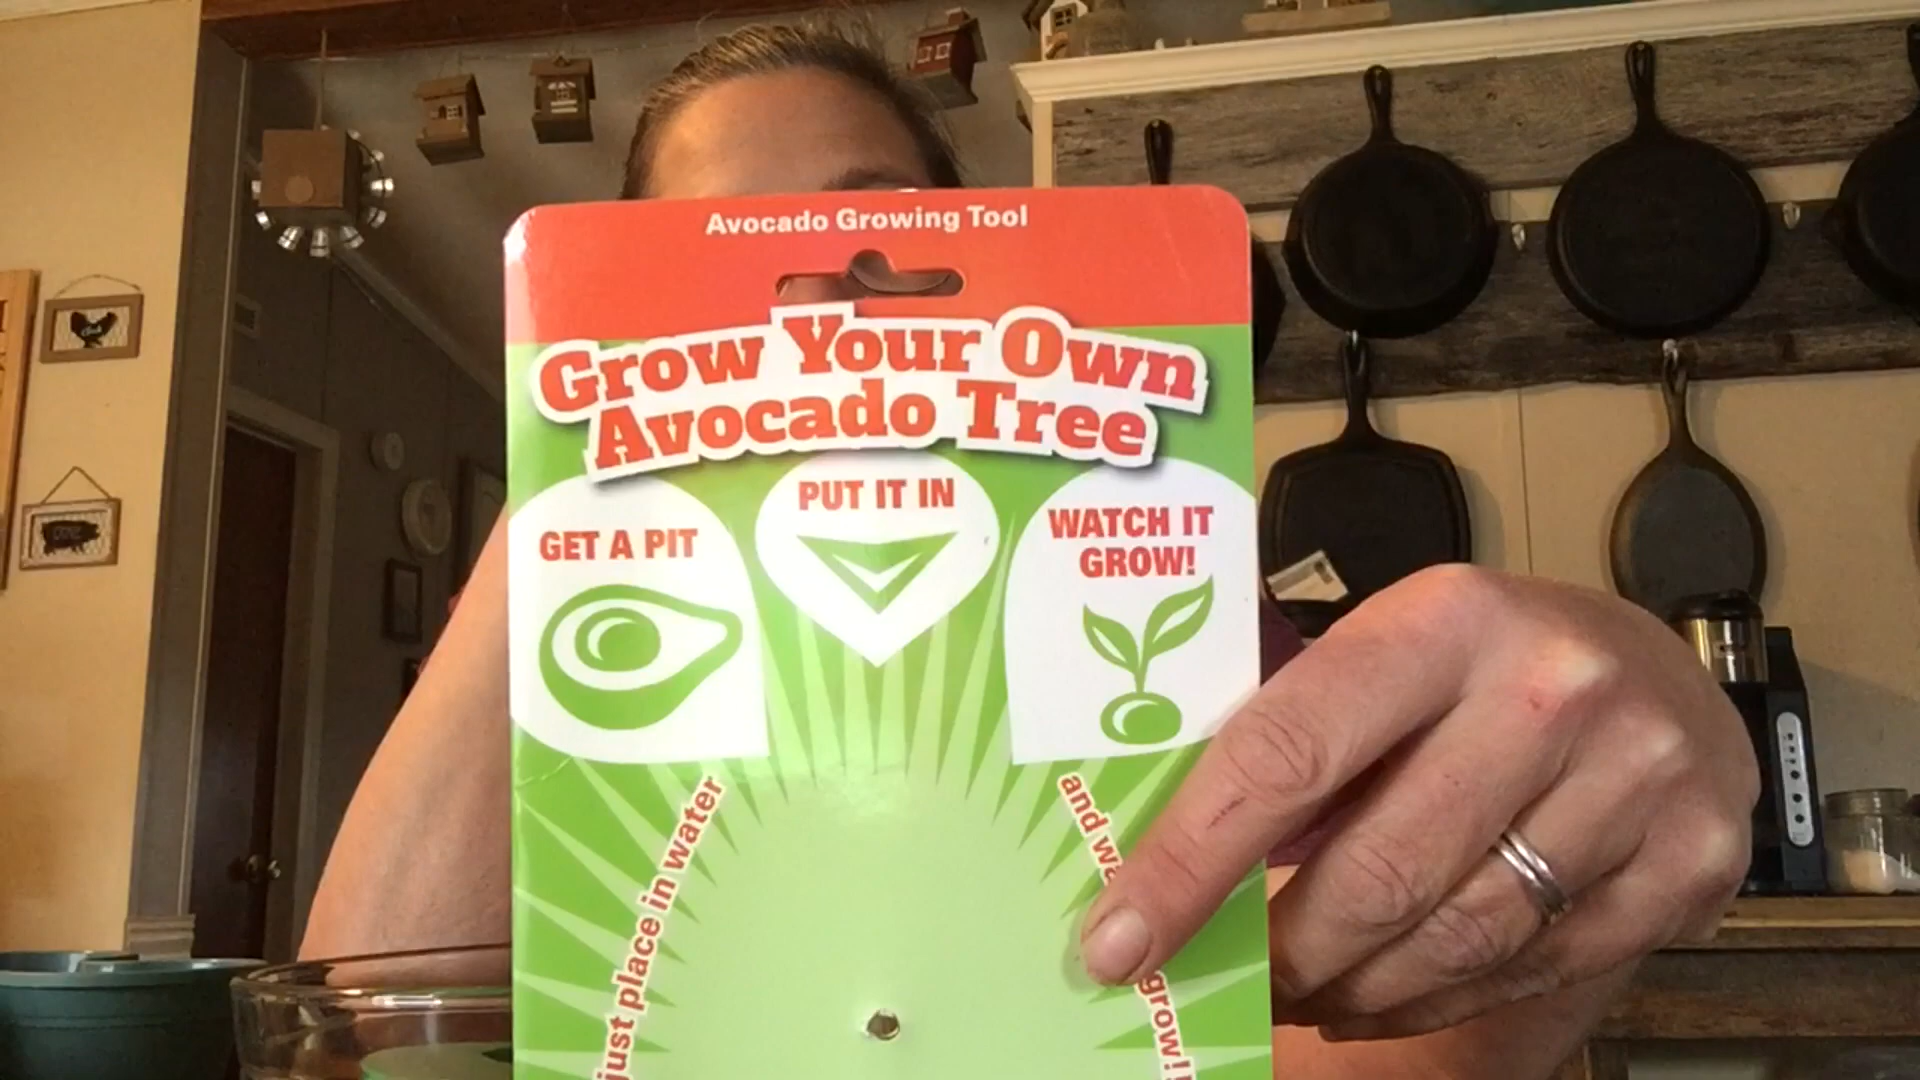 Avocado Growing Tool
Grow Your Own
Avocado Tree
GET A PIT
PUT IT IN
WATCH IT
GROW!
just place in water
and
grow!